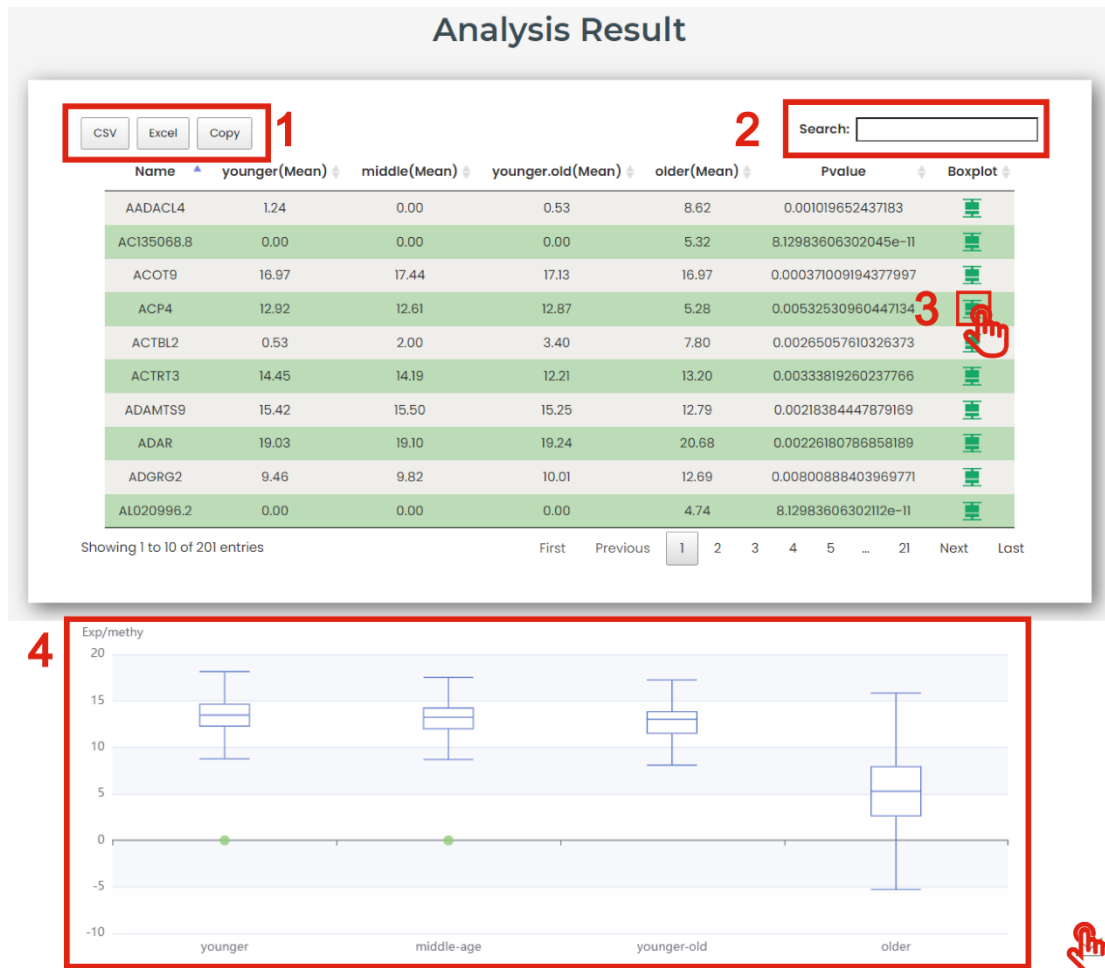 Analysis Result
1
2
CSV Excel Copy
Search:
Name younger(Mean) middle(Mean) younger.old(Mean) older(Mean) Pvalue Boxplot
AADACL4 1.24 0.00 0.53 8.62 0.001019652437183
AC135068.8 0.00 0.00 0.00 5.32 8.12983606302045e-11
ACOT9 16.97 17.44 17.13 16.97 0.000371009194377997
ACP4 12.92 12.61 12.87 5.28 0.00532530960447134
3
ACTBL2 0.53 2.00 3.40 7.80 0.00265057610326373
ACTRT3 14.45 14.19 12.21 13.20 0.00333819260237766
ADAMTS9 15.42 15.50 15.25 12.79 0.00218384447879169
ADAR 19.03 19.10 19.24 20.68 0.00226180786858189
ADGRG2 9.46 9.82 10.01 12.69 0.00800888403969771
AL020996.2 0.00 0.00 0.00 4.74 8.12983606302112e-11
Showing 1 to 10 of 201 entries
First Previous 1 2 3 4 5 … 21 Next Last
4
Exp/methy
20
15
10
5
0
-5
-10
younger middle-age younger-old older